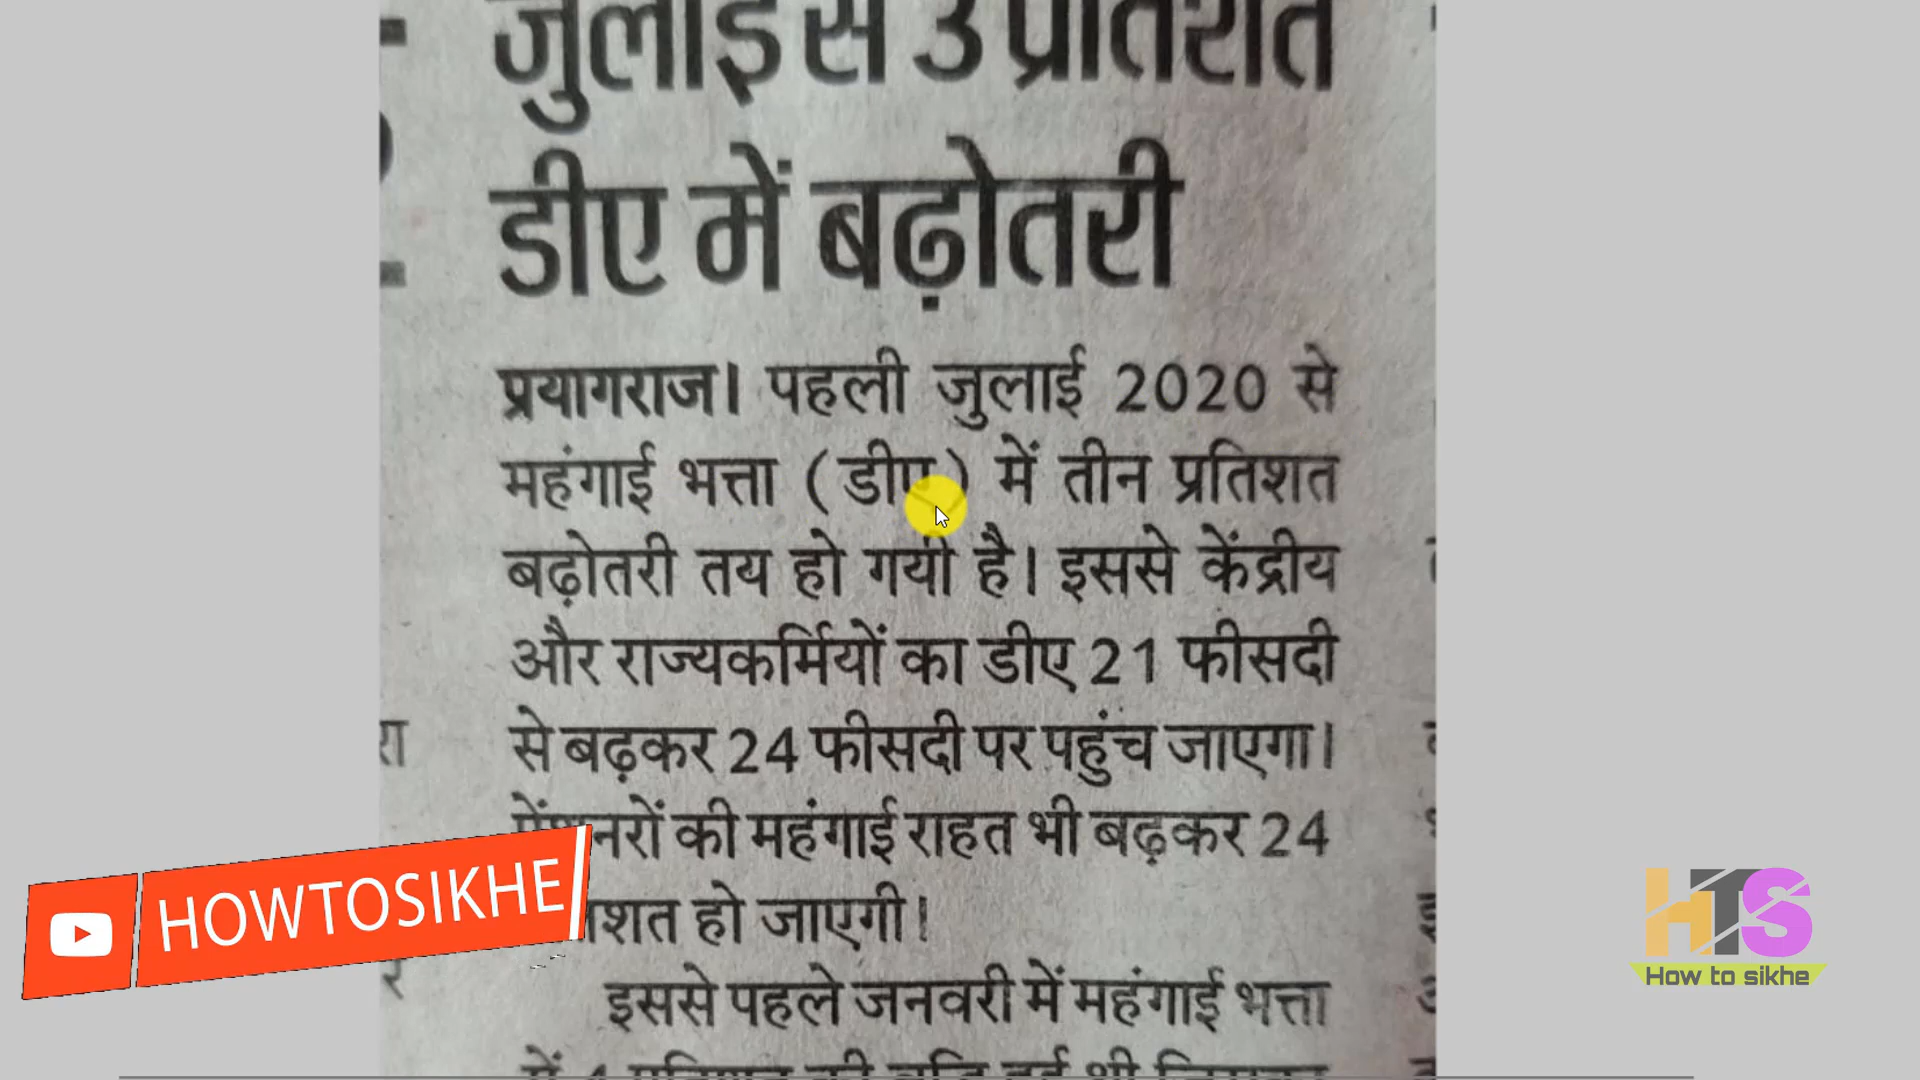 जुलाई से 3 प्रतिशत
डीए में बढ़ोतरी
प्रयागराज। पहली जुलाई 2020 से
महंगाई भत्ता (डीए) में तीन प्रतिशत
बढ़ोतरी तय हो गयी है। इससे केंद्रीय
और राज्यकर्मियों का डीए 21 फीसदी
से बढ़कर 24 फीसदी पर पहुंच जाएगा।
पेंशनरों की महंगाई राहत भी बढ़कर 24
हो जाएगी।
इससे पहले जनवरी में महंगाई भत्ता
HOWTOSIKHE
HTS
How to sikhe